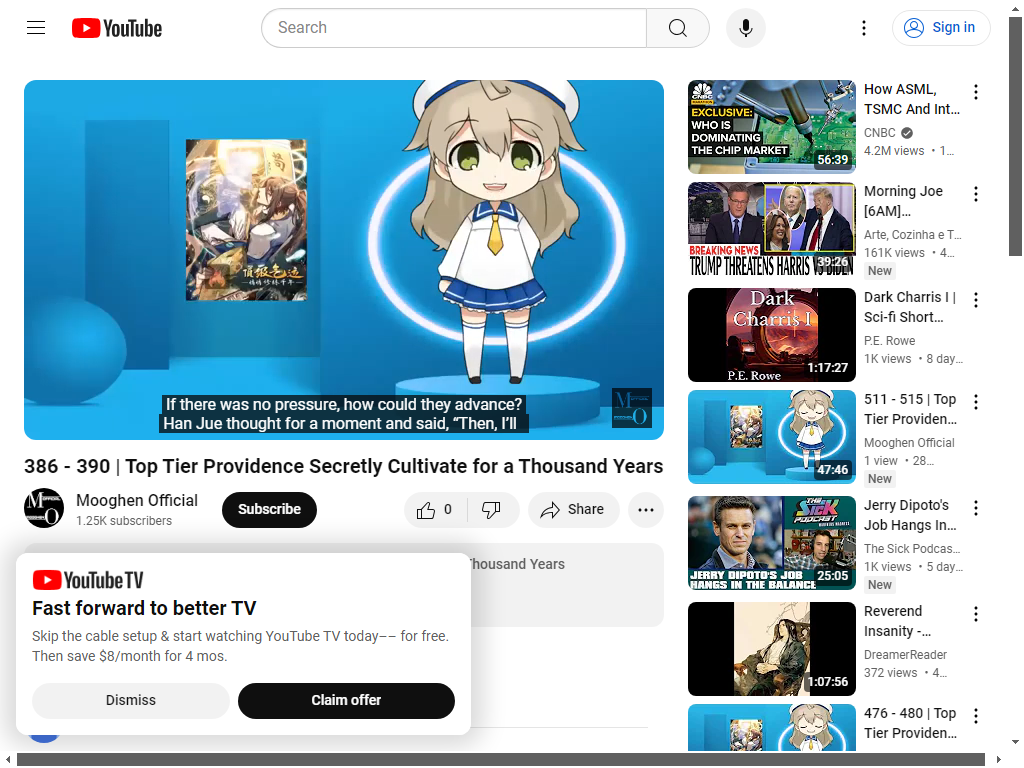 YouTube
Search
Sign in
If there was no pressure, how could they advance?
Han Jue thought for a moment and said, “Then, I’ll
386 - 390 | Top Tier Providence Secretly Cultivate for a Thousand Years
Mooghen Official
1.25K subscribers
Subscribe
0
Share
Thousand Years
YouTube TV
Fast forward to better TV
Skip the cable setup & start watching YouTube TV today–– for free.
Then save $8/month for 4 mos.
Dismiss
Claim offer
CNBC
MARATHON
EXCLUSIVE:
WHO IS
DOMINATING
THE CHIP MARKET
56:39
How ASML,
TSMC And Int…
CNBC
4.2M views • 1…
BREAKING NEWS
TRUMP THREATENS HARRIS VS BIDEN
39:26
Morning Joe
[6AM]…
Arte, Cozinha e T…
161K views • 4…
New
Dark
Charris I
P.E. Rowe
1:17:27
Dark Charris I |
Sci-fi Short…
P.E. Rowe
1K views • 8 day…
47:46
511 - 515 | Top
Tier Providen…
Mooghen Official
1 view • 28…
New
THE
SICK
PODCAST
JERRY DIPOTO'S JOB
HANGS IN THE BALANCE
25:05
Jerry Dipoto's
Job Hangs In…
The Sick Podcas…
1K views • 5 day…
New
1:07:56
Reverend
Insanity -…
DreamerReader
372 views • 4…
476 - 480 | Top
Tier Providen…